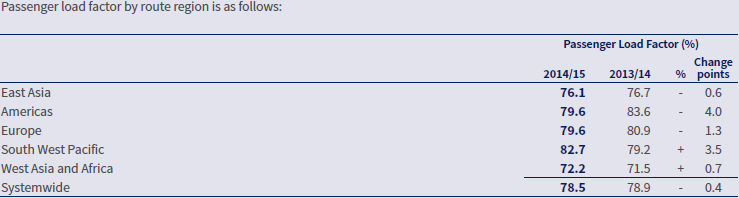 Passenger load factor by route region is as follows:
Passenger Load Factor (%)
Change
2014/15 2013/14 % points
East Asia 76.1 76.7 - 0.6
Americas 79.6 83.6 - 4.0
Europe 79.6 80.9 - 1.3
South West Pacific 82.7 79.2 + 3.5
West Asia and Africa 72.2 71.5 + 0.7
Systemwide 78.5 78.9 - 0.4